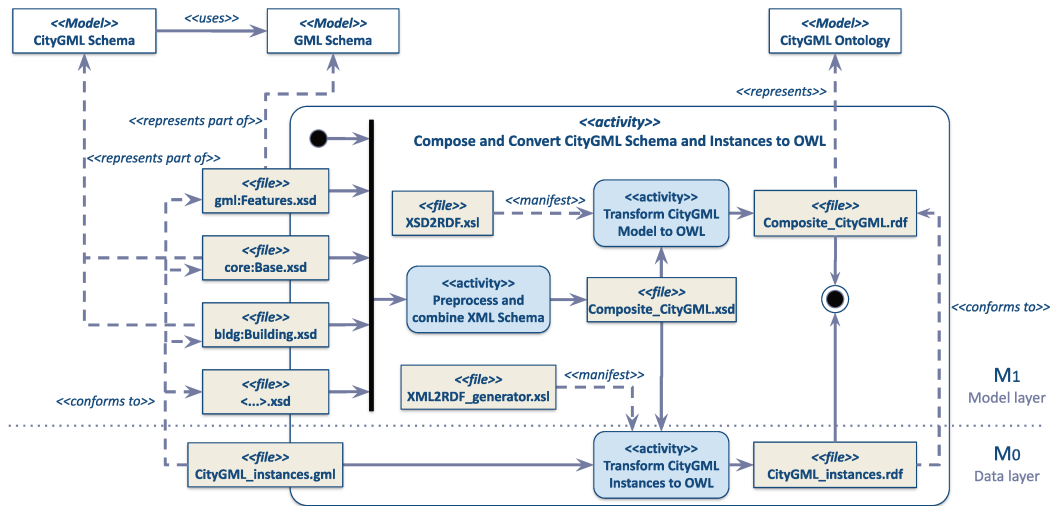 <<Model>>
CityGML Schema
<<uses>>
<<Model>>
GML Schema
<<Model>>
CityGML Ontology
<<represents>>
<<represents part of>>
<<represents part of>>
<<activity>>
Compose and Convert CityGML Schema and Instances to OWL
<<file>>
gml:Features.xsd
<<file>>
XSD2RDF.xsl
<<manifest>>
<<activity>>
Transform CityGML
Model to OWL
<<file>>
Composite_CityGML.rdf
<<file>>
core:Base.xsd
<<activity>>
Preprocess and
combine XML Schema
<<file>>
Composite_CityGML.xsd
<<conforms to>>
<<file>>
bldg:Building.xsd
<<file>>
<...>.xsd
<<conforms to>>
<<file>>
XML2RDF_generator.xsl
<<manifest>>
M1
Model layer
<<file>>
CityGML_instances.gml
<<activity>>
Transform CityGML
Instances to OWL
<<file>>
CityGML_instances.rdf
M0
Data layer